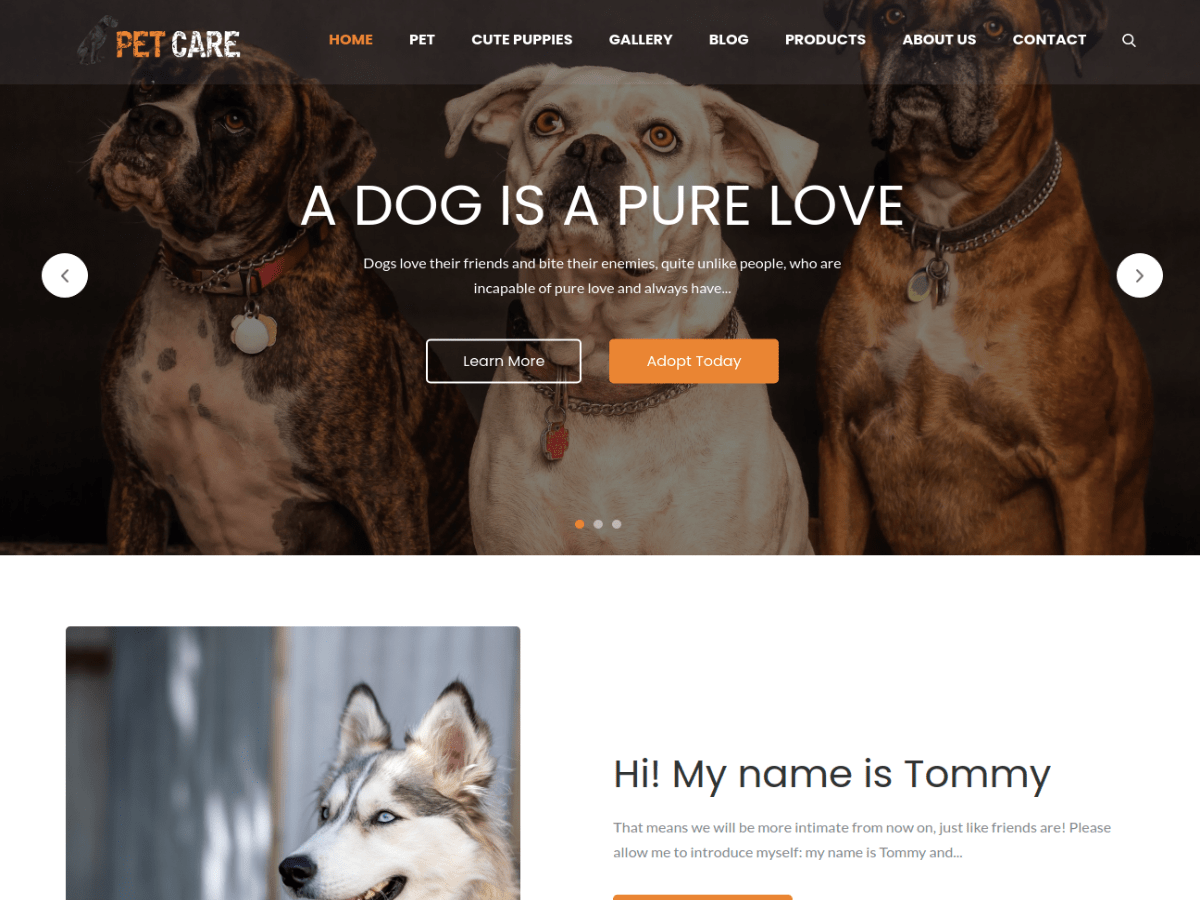 PET CARE
HOME
PET
CUTE PUPPIES
GALLERY
BLOG
PRODUCTS
ABOUT US
CONTACT
A DOG IS A PURE LOVE
Dogs love their friends and bite their enemies, quite unlike people, who are
incapable of pure love and always have...
Learn More
Adopt Today
Hi! My name is Tommy
That means we will be more intimate from now on, just like friends are! Please
allow me to introduce myself: my name is Tommy and...